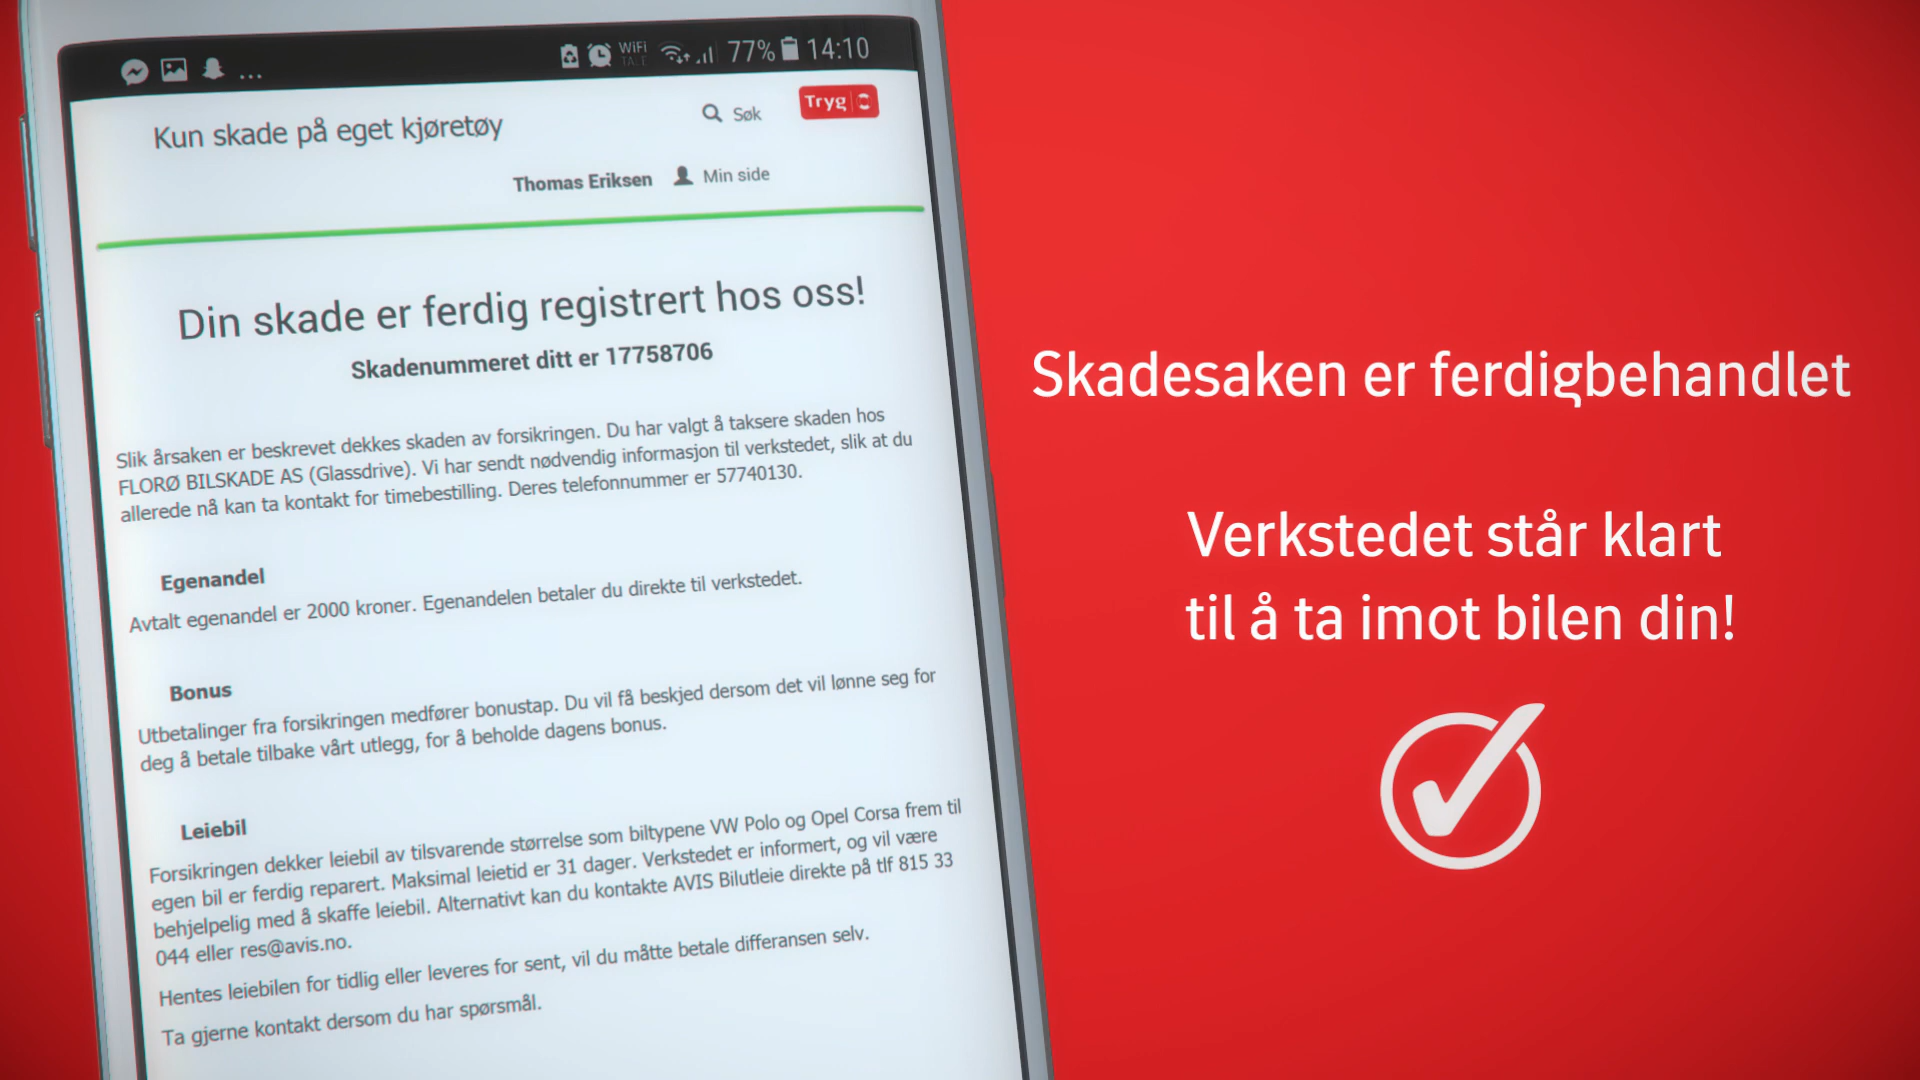 WiFi
77% 14:10
Kun skade på eget kjøretøy
Søk
Tryg
Thomas Eriksen
Min side
Din skade er ferdig registrert hos oss!
Skadenummeret ditt er 17758706
Slik årsaken er beskrevet dekkes skaden av forsikringen. Du har valgt å taksere skaden hos
FLORØ BILSKADE AS (Glassdrive). Vi har sendt nødvendig informasjon til verkstedet, slik at du
allerede nå kan ta kontakt for timebestilling. Deres telefonnummer er 57740130.
Egenandel
Avtalt egenandel er 2000 kroner. Egenandelen betaler du direkte til verkstedet.
Bonus
Utbetalinger fra forsikringen medfører bonustap. Du vil få beskjed dersom det vil lønne seg for
deg å betale tilbake vårt utlegg, for å beholde dagens bonus.
Leiebil
Forsikringen dekker leiebil av tilsvarende størrelse som biltypene VW Polo og Opel Corsa frem til
egen bil er ferdig reparert. Maksimal leietid er 31 dager. Verkstedet er informert, og vil være
behjelpelig med å skaffe leiebil. Alternativt kan du kontakte AVIS Bilutleie direkte på tlf 815 33
044 eller res@avis.no.
Hentes leiebilen for tidlig eller leveres for sent, vil du måtte betale differansen selv.
Ta gjerne kontakt dersom du har spørsmål.
Skadesaken er ferdigbehandlet
Verkstedet står klart
til å ta imot bilen din!